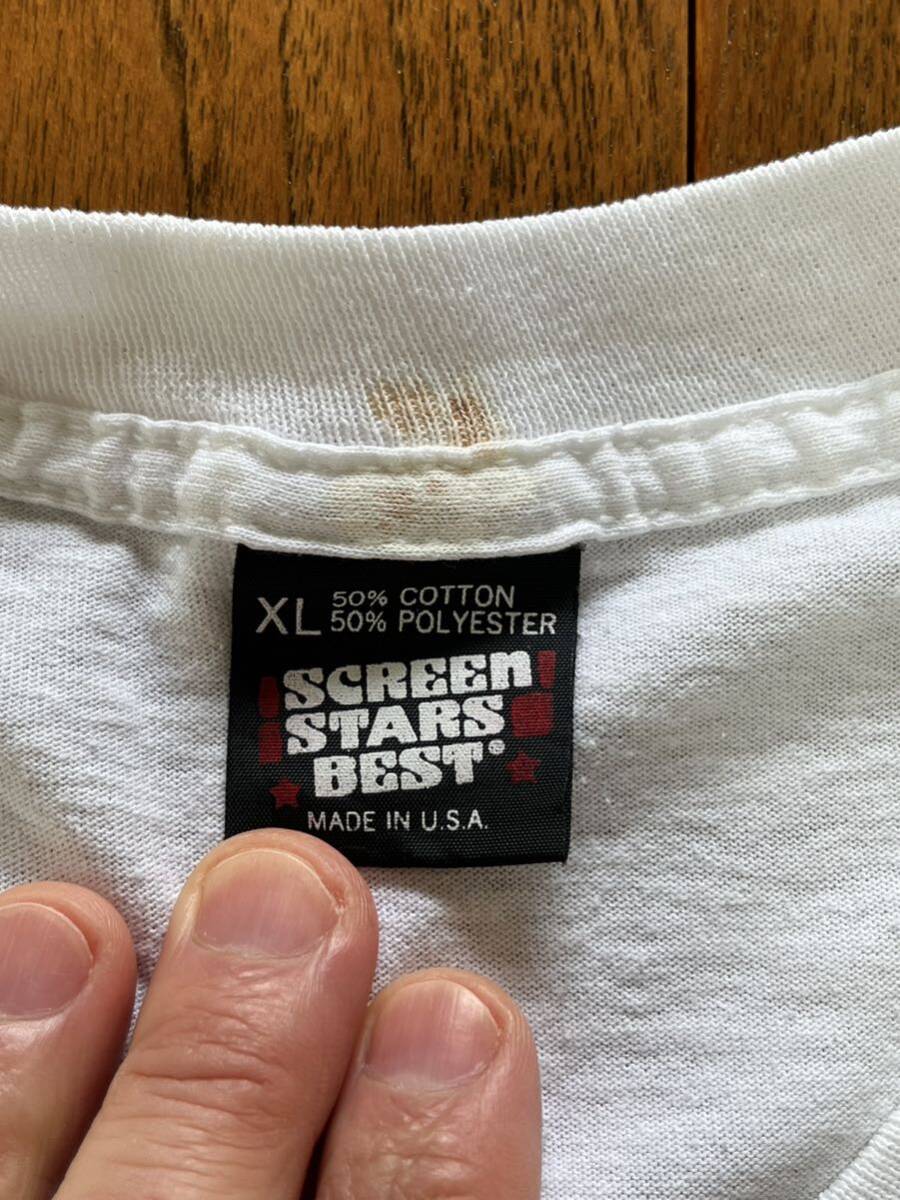 XL 50% COTTON
50% POLYESTER
SCREEN
STARS
BEST®
MADE IN U.S.A.